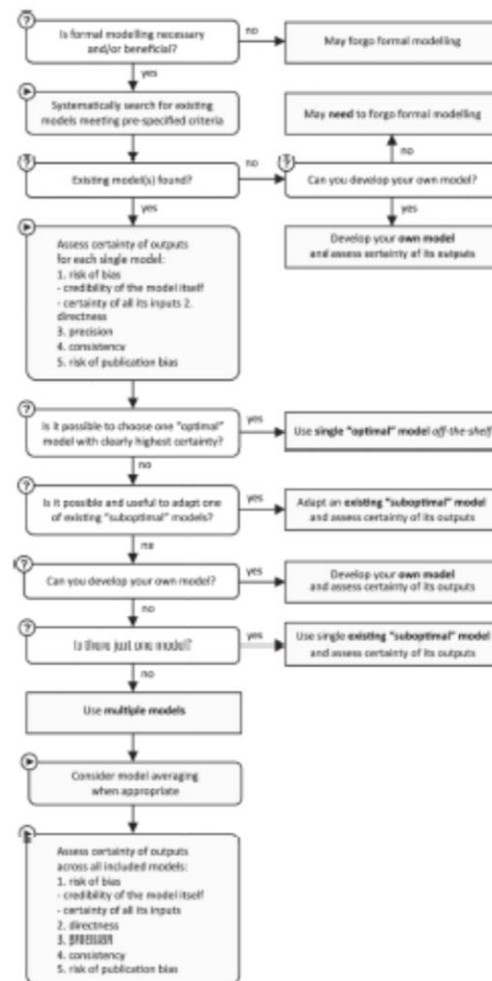 Is formal modelling necessary
and/or beneficial?
no
May forgo formal modelling
yes
Systematically search for existing
models meeting pre-specified criteria
May need to forgo formal modelling
no
Existing model(s) found?
no
Can you develop your own model?
yes
yes
Develop your own model
and assess certainty of its outputs
Assess certainty of outputs
for each single model:
1. risk of bias
- credibility of the model itself
- certainty of all its inputs 2.
directness
3. precision
4. consistency
5. risk of publication bias
Is it possible to choose one "optimal"
model with clearly highest certainty?
yes
Use single "optimal" model off-the-shelf
no
Is it possible and useful to adapt one
of existing "suboptimal" models?
yes
Adapt an existing "suboptimal" model
and assess certainty of its outputs
no
Can you develop your own model?
yes
Develop your own model
and assess certainty of its outputs
no
Is there just one model?
yes
Use single existing "suboptimal" model
and assess certainty of its outputs
no
Use multiple models
Consider model averaging
when appropriate
Assess certainty of outputs
across all included models:
1. risk of bias
- credibility of the model itself
- certainty of all its inputs
2. directness
3. precision
4. consistency
5. risk of publication bias